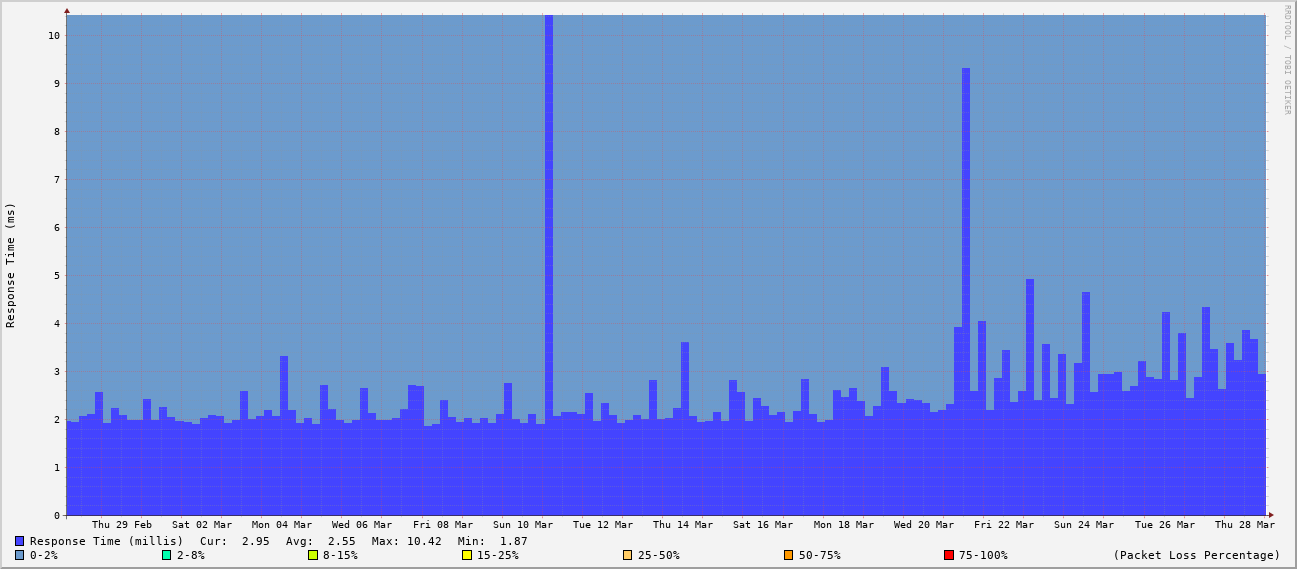 RRDTOOL / TOBI OETIKER
Response Time (ms)
10
9
8
7
6
5
4
3
2
1
0
Thu 29 Feb Sat 02 Mar Mon 04 Mar Wed 06 Mar Fri 08 Mar Sun 10 Mar Tue 12 Mar Thu 14 Mar Sat 16 Mar Mon 18 Mar Wed 20 Mar Fri 22 Mar Sun 24 Mar Tue 26 Mar Thu 28 Mar
Response Time (millis) Cur: 2.95 Avg: 2.55 Max: 10.42 Min: 1.87
0-2% 2-8% 8-15% 15-25% 25-50% 50-75% 75-100% (Packet Loss Percentage)